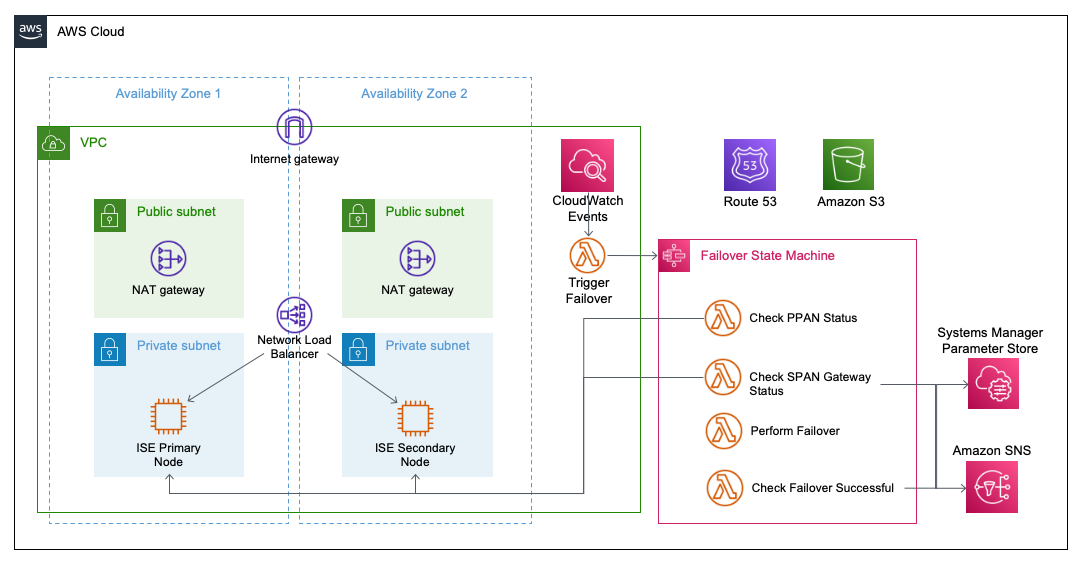 aws
AWS Cloud
Availability Zone 1
Availability Zone 2
VPC
Internet gateway
Public subnet
Public subnet
NAT gateway
NAT gateway
Network Load
Balancer
Private subnet
Private subnet
ISE Primary
Node
ISE Secondary
Node
CloudWatch
Events
Trigger
Failover
53
Route 53
Amazon S3
Failover State Machine
Check PPAN Status
Check SPAN Gateway
Status
Perform Failover
Check Failover Successful
Systems Manager
Parameter Store
Amazon SNS